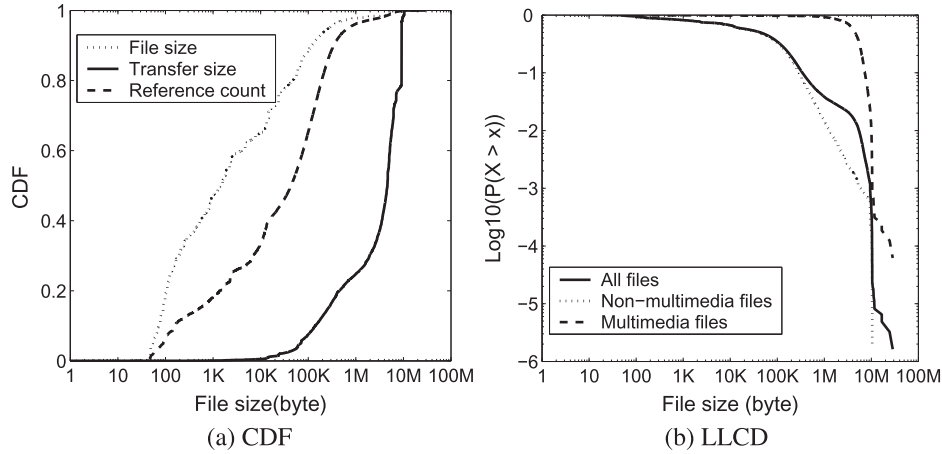 1
0.8
0.6
0.4
0.2
0
CDF
File size
Transfer size
Reference count
1 10 100 1K 10K 100K 1M 10M 100M
File size(byte)
(a) CDF
0
−1
−2
−3
−4
−5
−6
Log10(P(X > x))
All files
Non−multimedia files
Multimedia files
1 10 100 1K 10K 100K 1M 10M 100M
File size (byte)
(b) LLCD